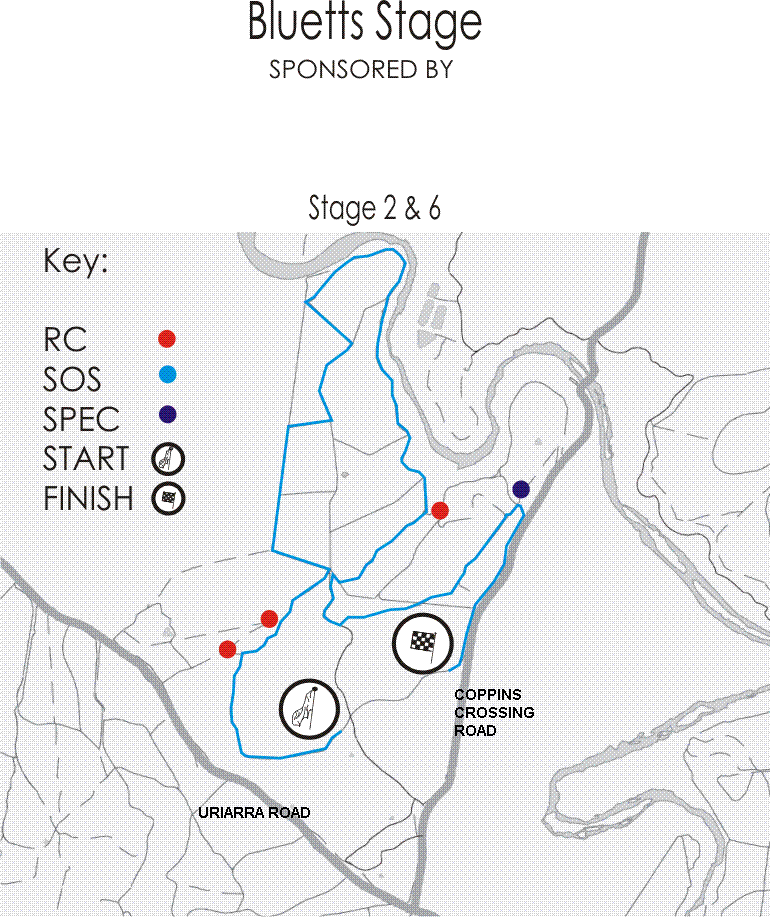 Bluetts Stage
SPONSORED BY
Stage 2 & 6
Key:
RC
SOS
SPEC
START
FINISH
COPPINS
CROSSING
ROAD
URIARRA ROAD